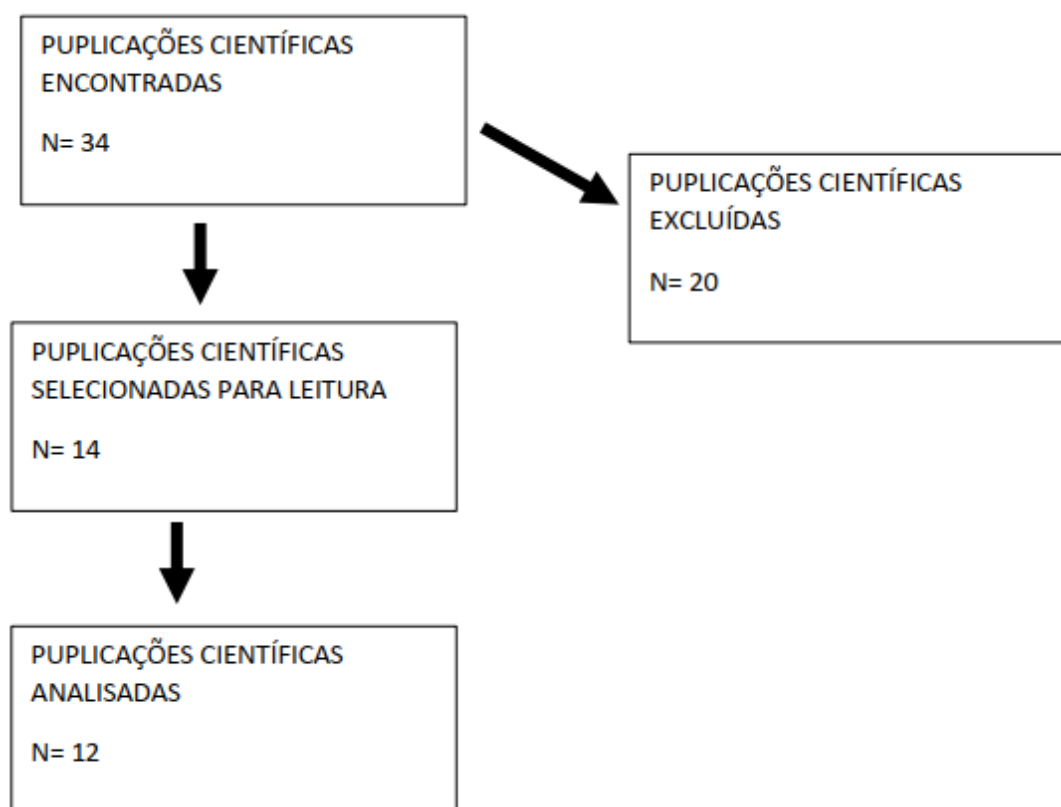 PUPLICAÇÕES CIENTÍFICAS
ENCONTRADAS
N= 34
PUPLICAÇÕES CIENTÍFICAS
EXCLUÍDAS
N= 20
PUPLICAÇÕES CIENTÍFICAS
SELECIONADAS PARA LEITURA
N= 14
PUPLICAÇÕES CIENTÍFICAS
ANALISADAS
N= 12